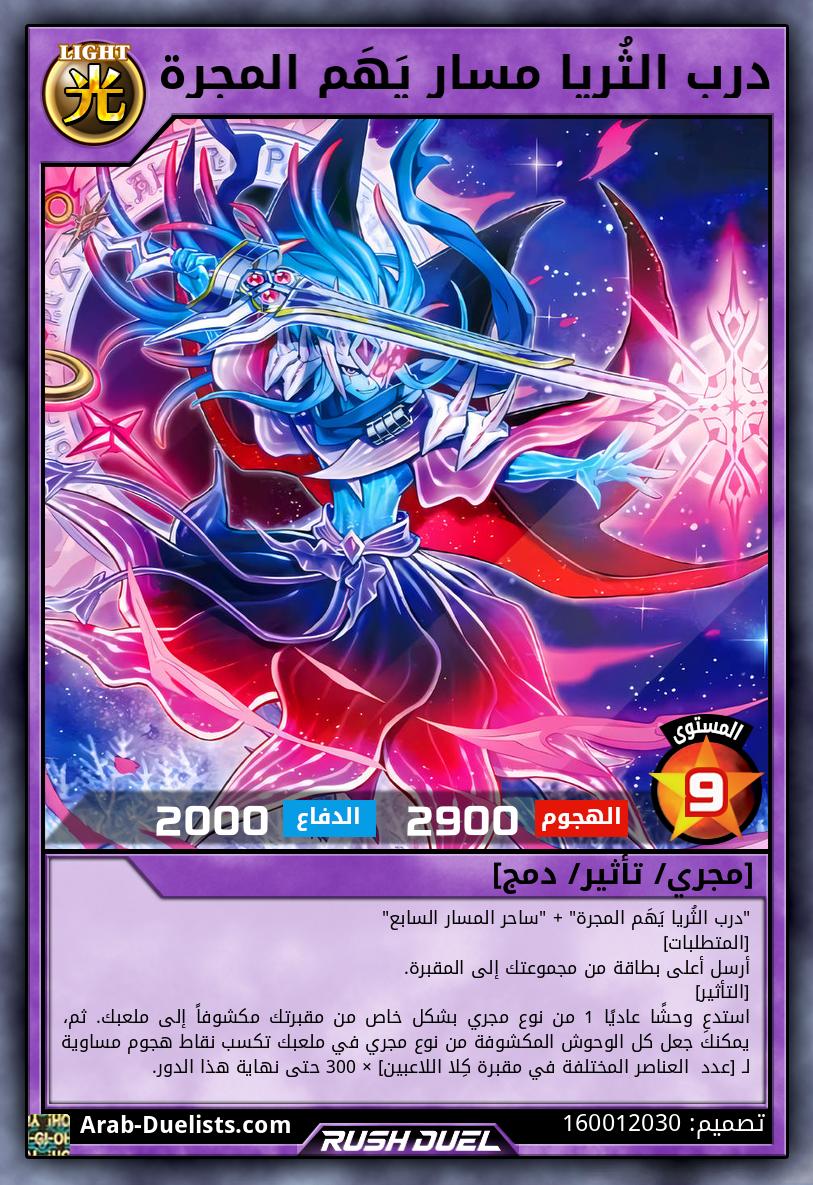 LIGHT
光
درب الثُريا مسار يَهَم المجرة
المستوى
9
الهجوم 2900 الدفاع 2000
[مجري/ تأثير/ دمج]
"درب الثُريا يَهَم المجرة" + "ساحر المسار السابع"
[المتطلبات]
أرسل أعلى بطاقة من مجموعتك إلى المقبرة.
[التأثير]
استدعِ وحشًا عاديًا 1 من نوع مجري بشكل خاص من مقبرتك مكشوفاً إلى ملعبك. ثم،
يمكنك جعل كل الوحوش المكشوفة من نوع مجري في ملعبك تكسب نقاط هجوم مساوية
لـ [عدد العناصر المختلفة في مقبرة كِلا اللاعبين] × 300 حتى نهاية هذا الدور.
تصميم: 160012030
RUSH DUEL
Arab-Duelists.com